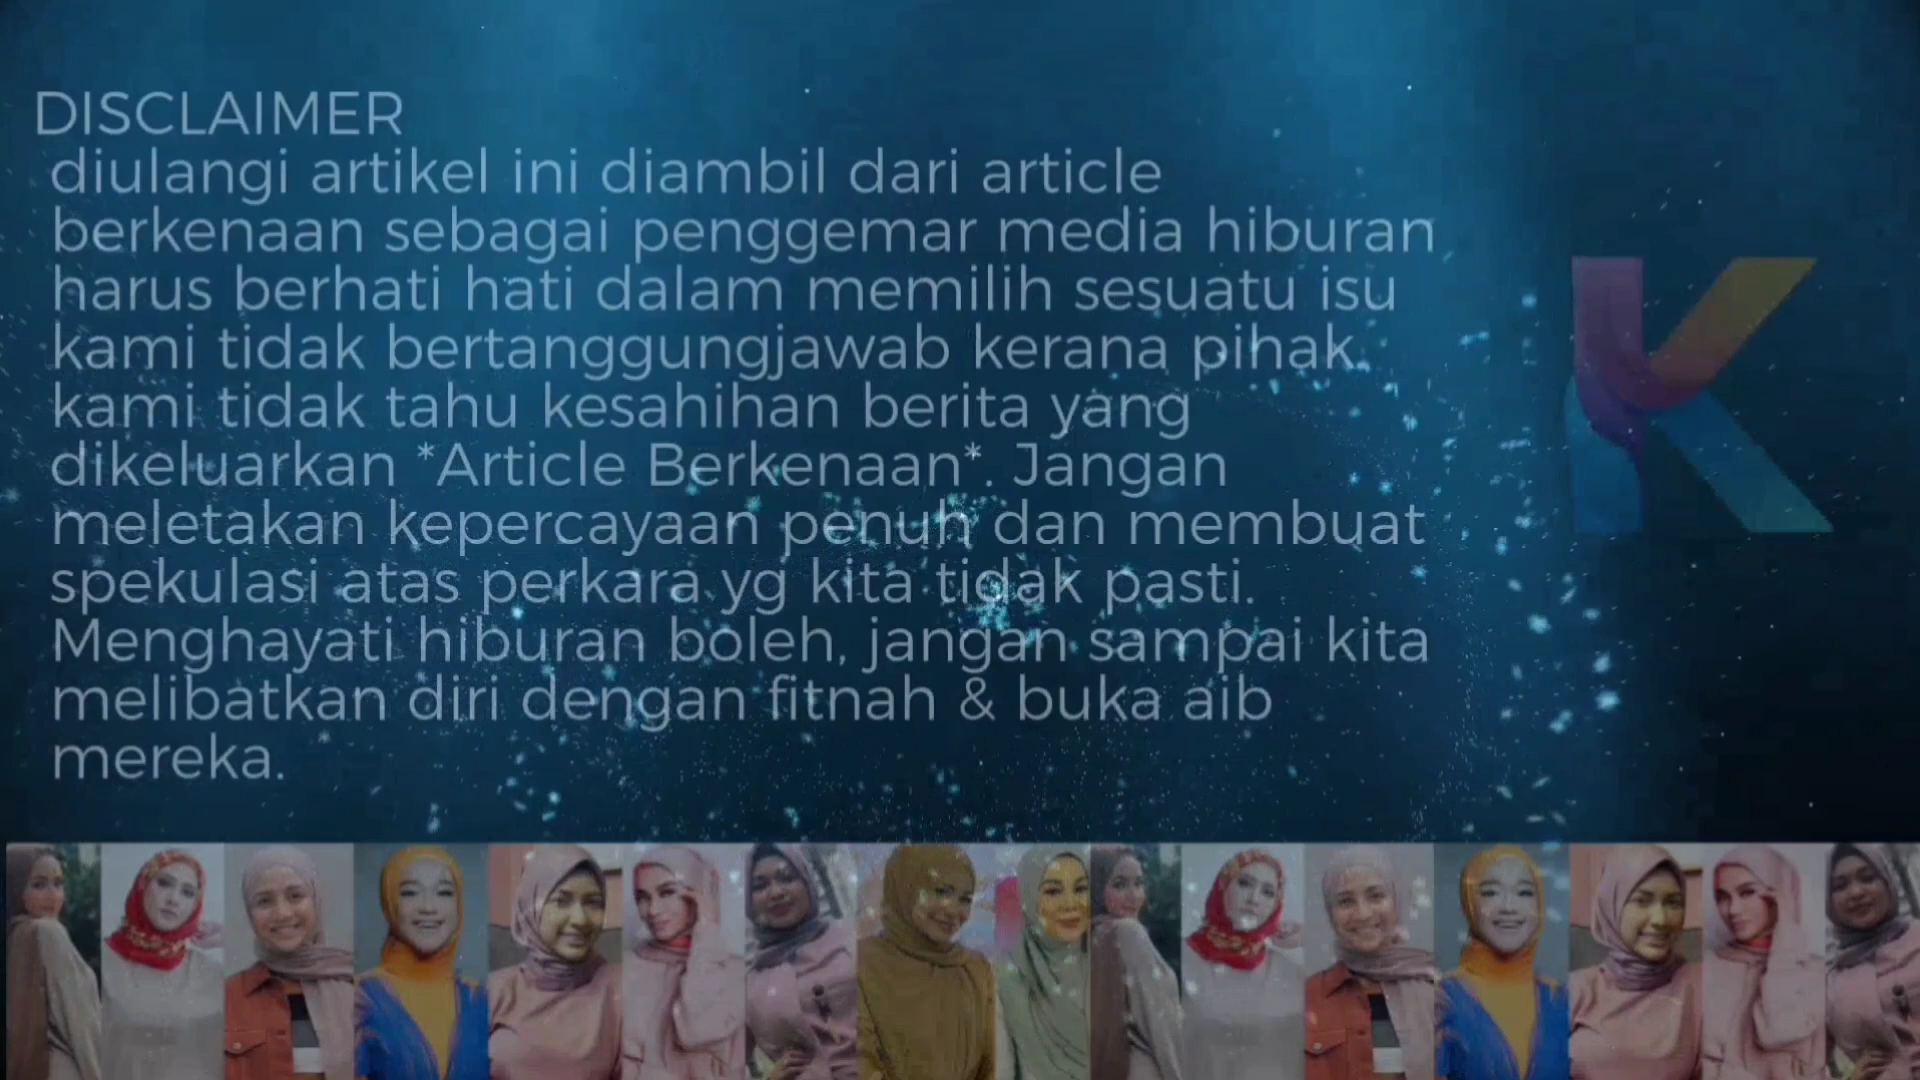 DISCLAIMER
diulangi artikel ini diambil dari article
berkenaan sebagai penggemar media hiburan
harus berhati hati dalam memilih sesuatu isu
kami tidak bertanggungjawab kerana pihak
kami tidak tahu kesahihan berita yang
dikeluarkan *Article Berkenaan*. Jangan
meletakan kepercayaan penuh dan membuat
spekulasi atas perkara yg kita tidak pasti.
Menghayati hiburan boleh, jangan sampai kita
melibatkan diri dengan fitnah & buka aib
mereka.
K